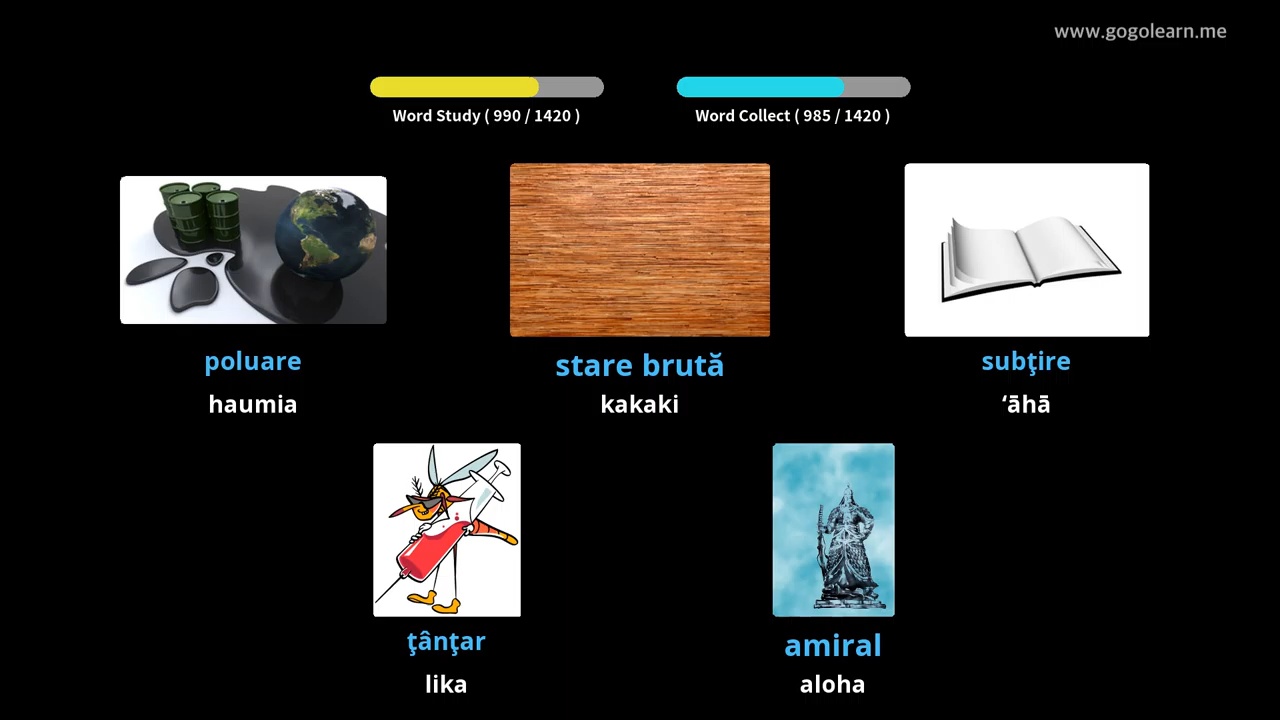 www.gogolearn.me
Word Study ( 990 / 1420 )
Word Collect ( 985 / 1420 )
poluare
haumia
stare brută
kakaki
subţire
ʻāhā
ţânţar
lika
amiral
aloha